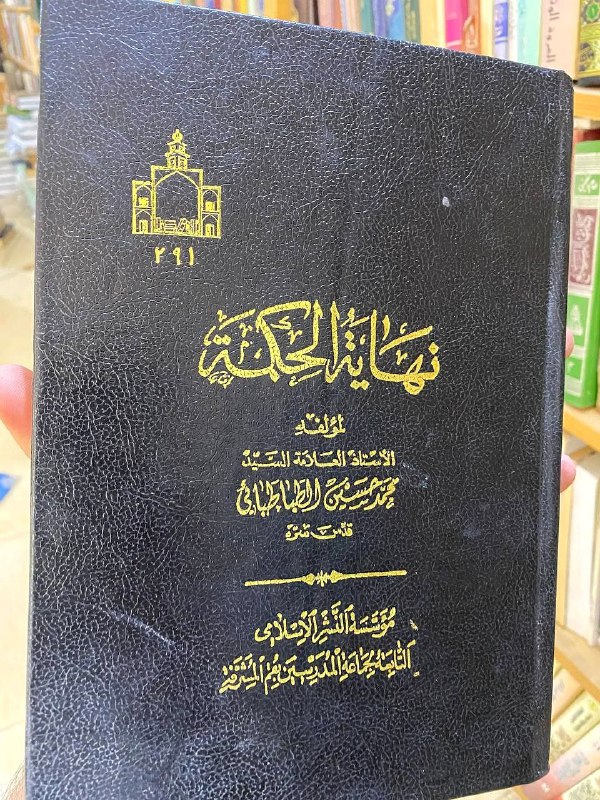 ٢٩١
نهاية الحكمة
لمؤلفه
الأستاذ العلامة السيد
محمد حسين الطباطبائي
قدس سره
مؤسسة النشر الإسلامي
التابعة لجماعة المدرسين بقم المشرفة